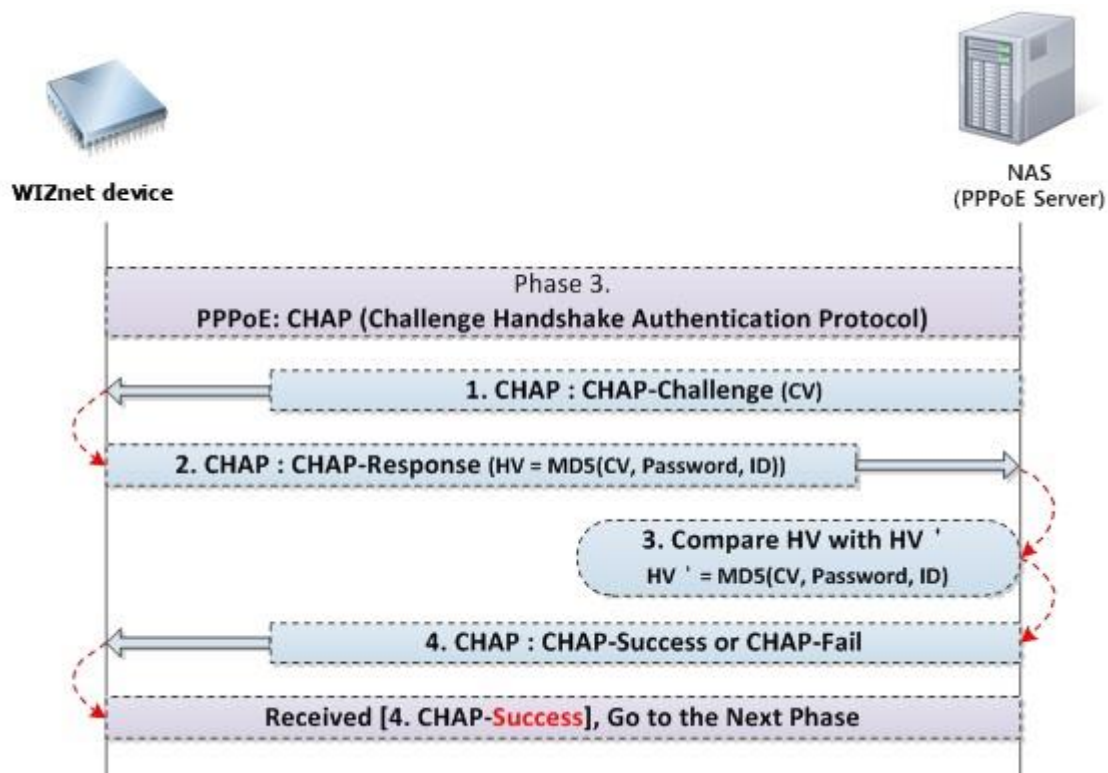 WIZnet device
NAS
(PPPoE Server)
Phase 3.
PPPoE: CHAP (Challenge Handshake Authentication Protocol)
1. CHAP : CHAP-Challenge (CV)
2. CHAP : CHAP-Response (HV = MD5(CV, Password, ID))
3. Compare HV with HV '
HV ' = MD5(CV, Password, ID)
4. CHAP : CHAP-Success or CHAP-Fail
Received [4. CHAP-Success], Go to the Next Phase